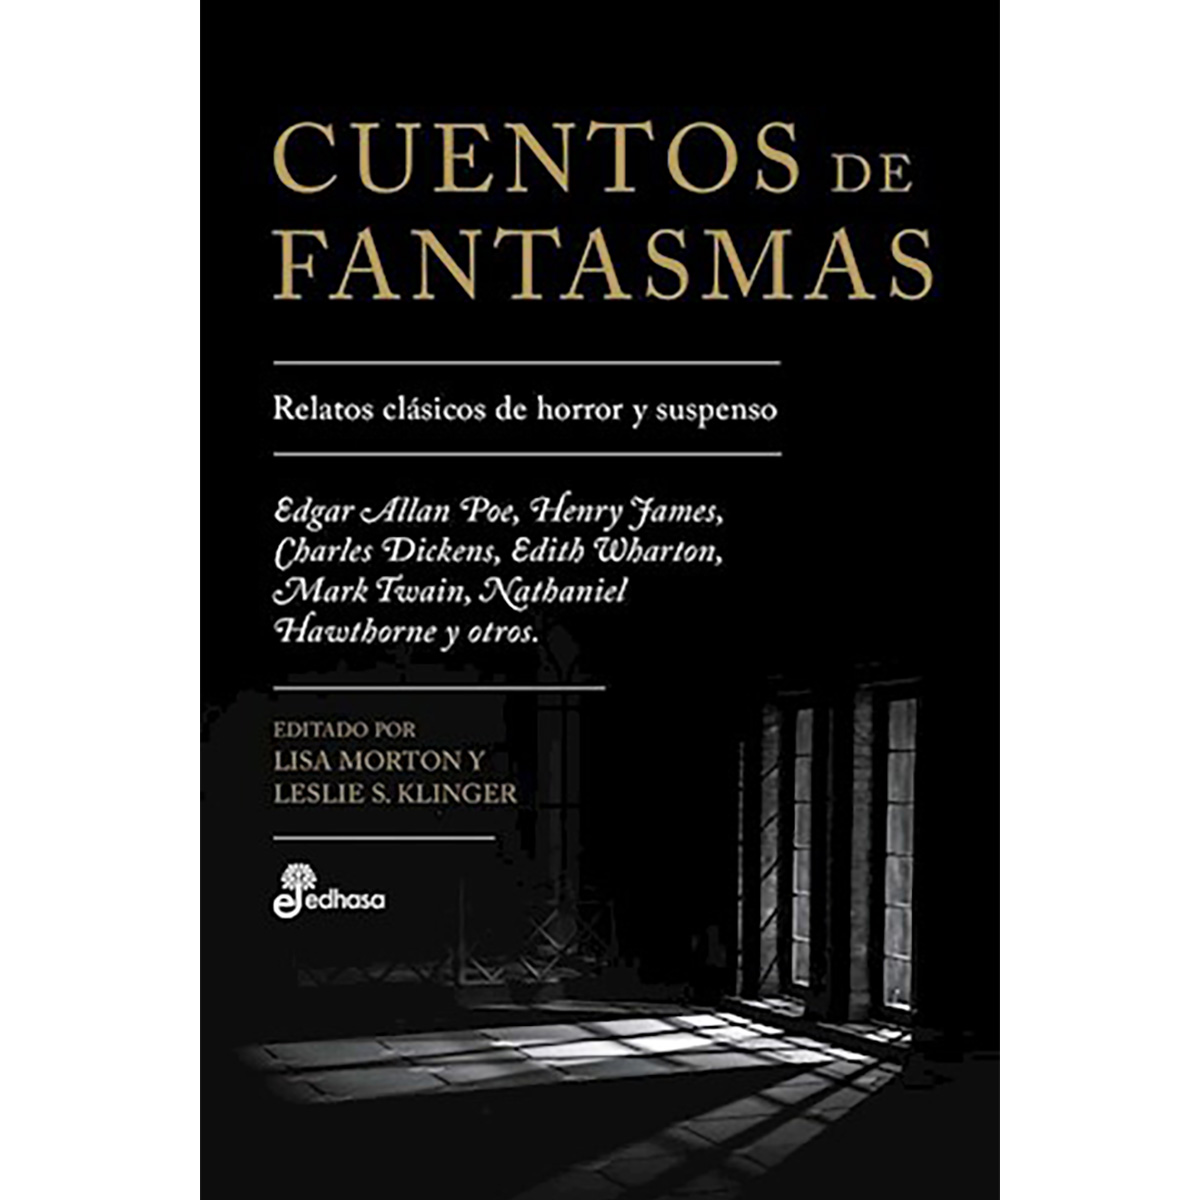 CUENTOS DE
FANTASMAS
Relatos clásicos de horror y suspenso
Edgar Allan Poe, Henry James,
Charles Dickens, Edith Wharton,
Mark Twain, Nathaniel
Hawthorne y otros.
EDITADO POR
LISA MORTON Y
LESLIE S. KLINGER
edhasa